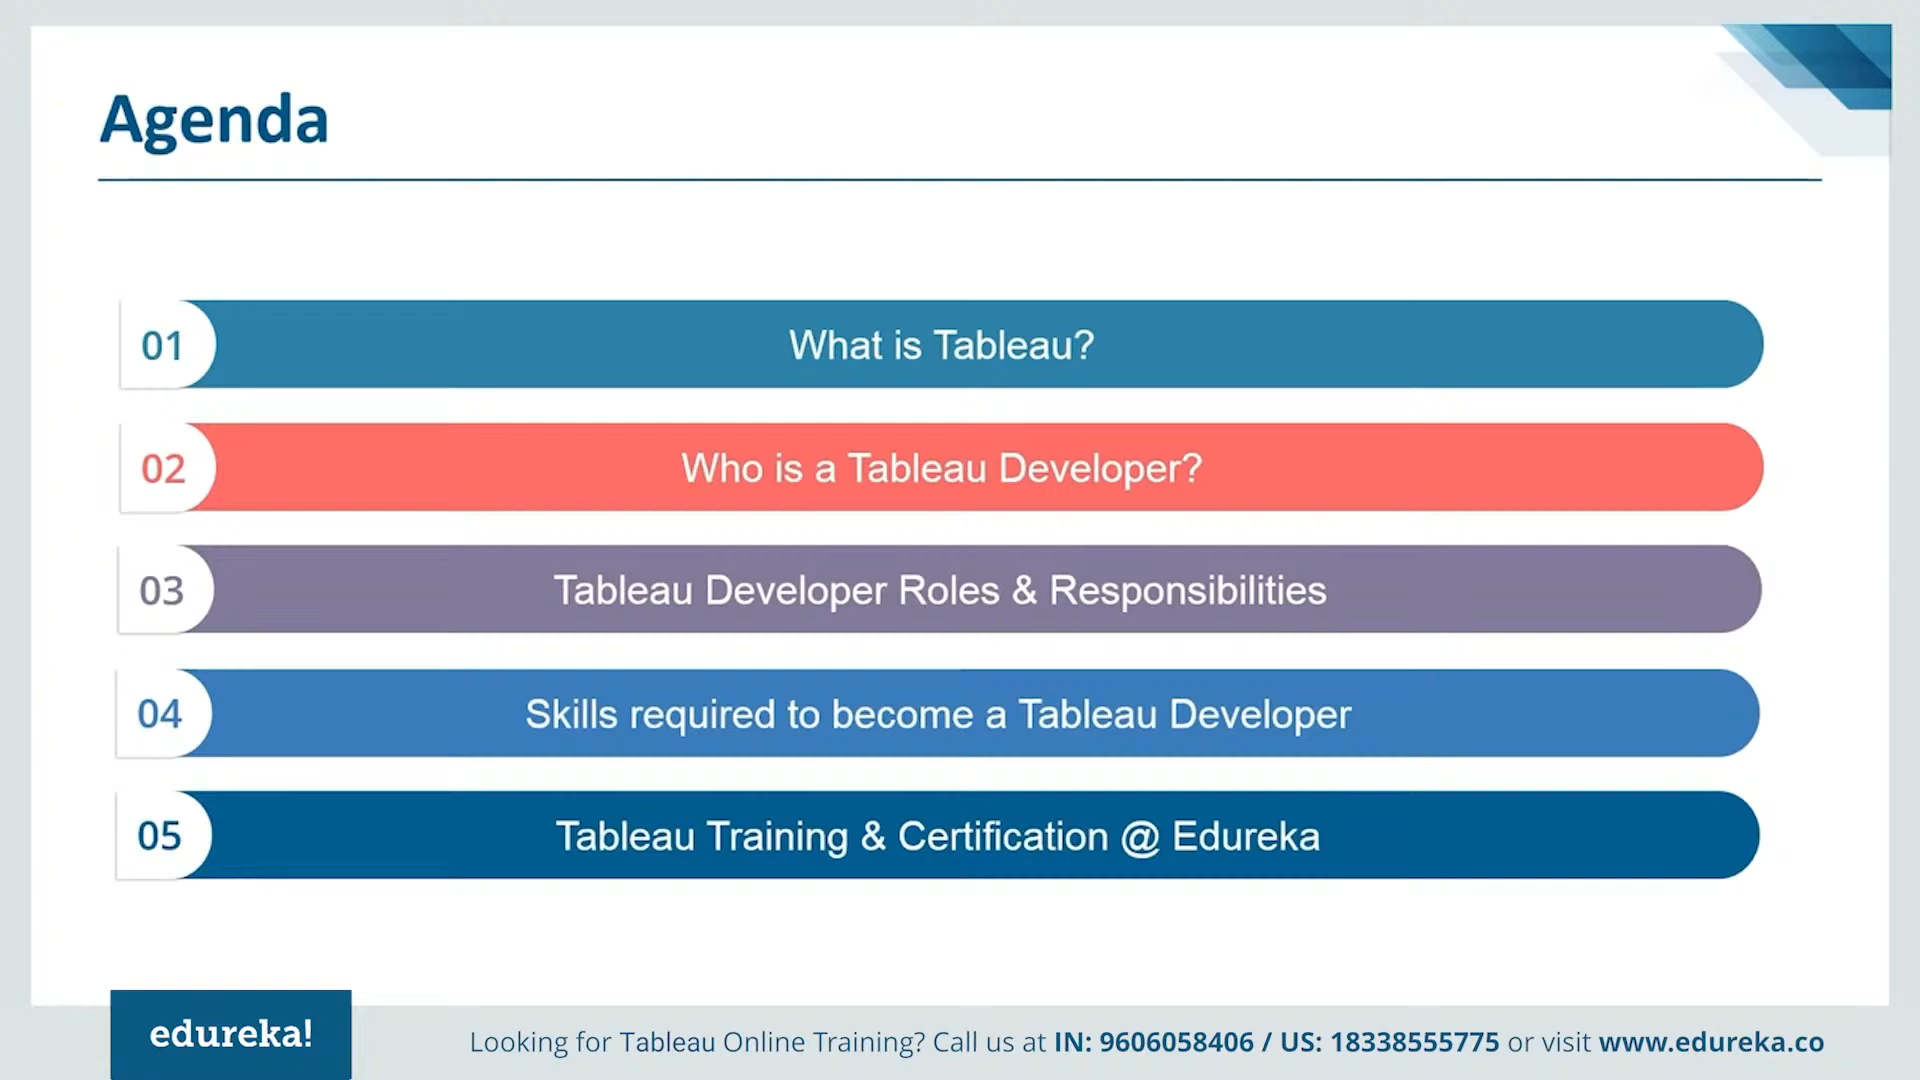 Agenda
01 What is Tableau?
02 Who is a Tableau Developer?
03 Tableau Developer Roles & Responsibilities
04 Skills required to become a Tableau Developer
05 Tableau Training & Certification @ Edureka
edureka!
Looking for Tableau Online Training? Call us at IN: 9606058406 / US: 18338555775 or visit www.edureka.co